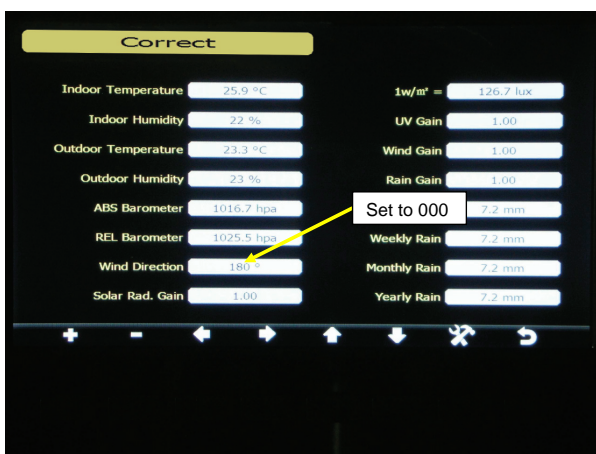 Correct
Indoor Temperature 25.9 °C
Indoor Humidity 22 %
Outdoor Temperature 23.3 °C
Outdoor Humidity 23 %
ABS Barometer 1016.7 hpa
REL Barometer 1025.5 hpa
Wind Direction 180 °
Solar Rad. Gain 1.00
1w/m² = 126.7 lux
UV Gain 1.00
Wind Gain 1.00
Rain Gain 1.00
Set to 000 7.2 mm
Weekly Rain 7.2 mm
Monthly Rain 7.2 mm
Yearly Rain 7.2 mm